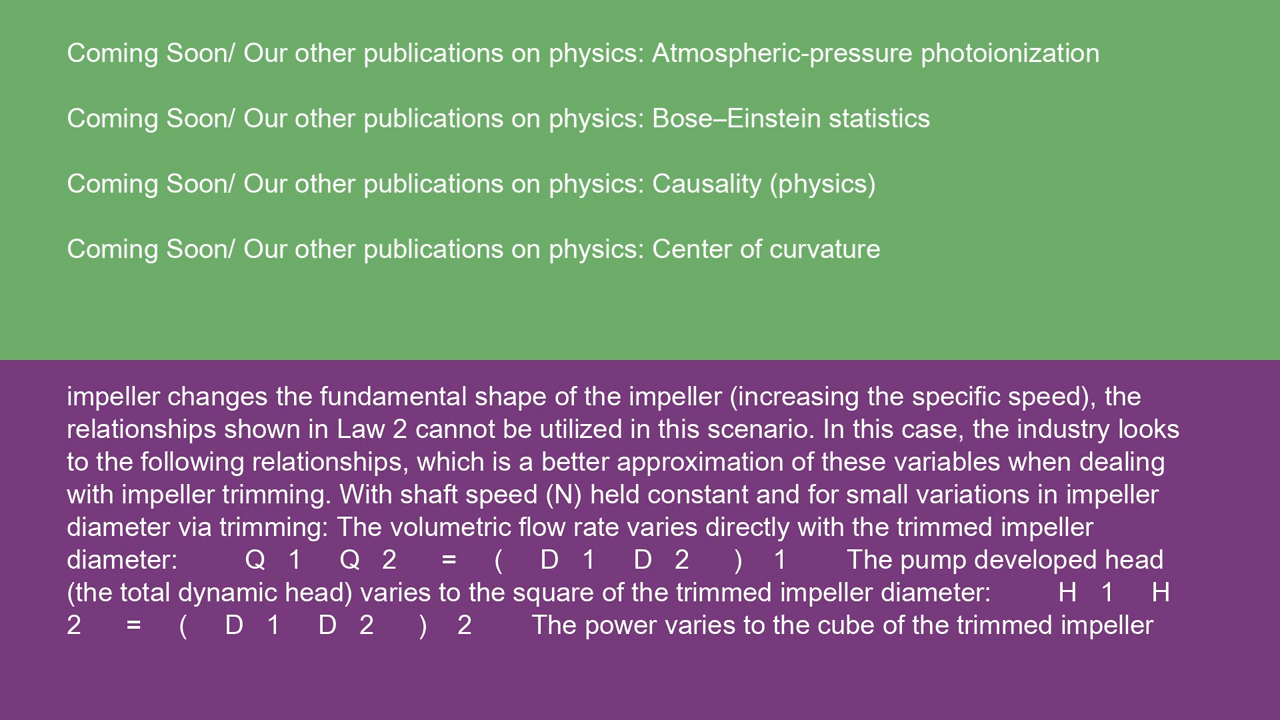 Coming Soon/ Our other publications on physics: Atmospheric-pressure photoionization
Coming Soon/ Our other publications on physics: Bose–Einstein statistics
Coming Soon/ Our other publications on physics: Causality (physics)
Coming Soon/ Our other publications on physics: Center of curvature
impeller changes the fundamental shape of the impeller (increasing the specific speed), the
relationships shown in Law 2 cannot be utilized in this scenario. In this case, the industry looks
to the following relationships, which is a better approximation of these variables when dealing
with impeller trimming. With shaft speed (N) held constant and for small variations in impeller
diameter via trimming: The volumetric flow rate varies directly with the trimmed impeller
diameter: Q 1 Q 2 = ( D 1 D 2 ) 1 The pump developed head
(the total dynamic head) varies to the square of the trimmed impeller diameter: H 1 H
2 = ( D 1 D 2 ) 2 The power varies to the cube of the trimmed impeller